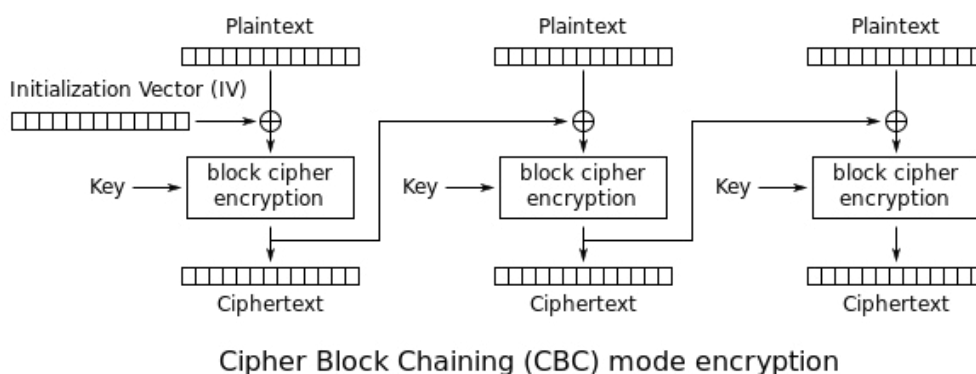 Plaintext
Plaintext
Plaintext
Initialization Vector (IV)
Key
block cipher
encryption
Key
block cipher
encryption
Key
block cipher
encryption
Ciphertext
Ciphertext
Ciphertext
Cipher Block Chaining (CBC) mode encryption